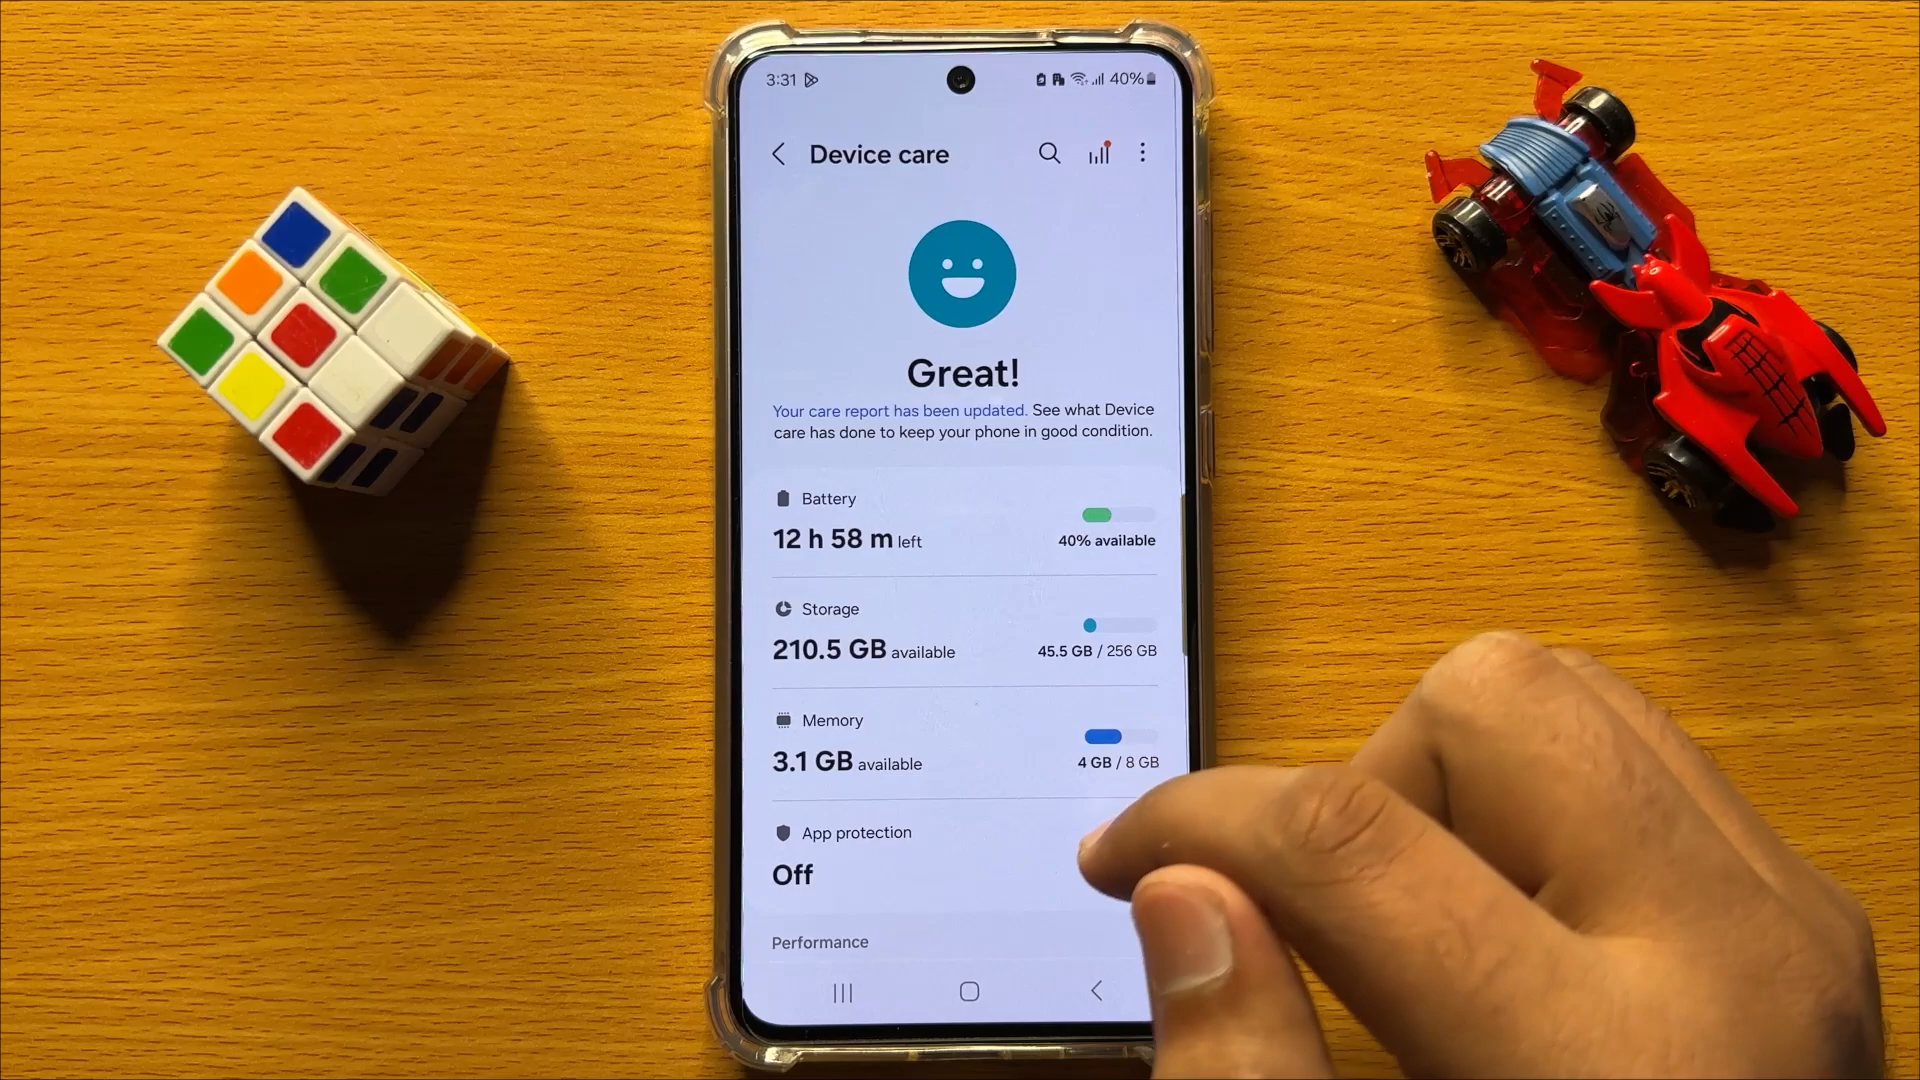 3:31 40%
Device care
Great!
Your care report has been updated. See what Device
care has done to keep your phone in good condition.
Battery
12 h 58 m left
40% available
Storage
210.5 GB available
45.5 GB / 256 GB
Memory
3.1 GB available
4 GB / 8 GB
App protection
Off
Performance